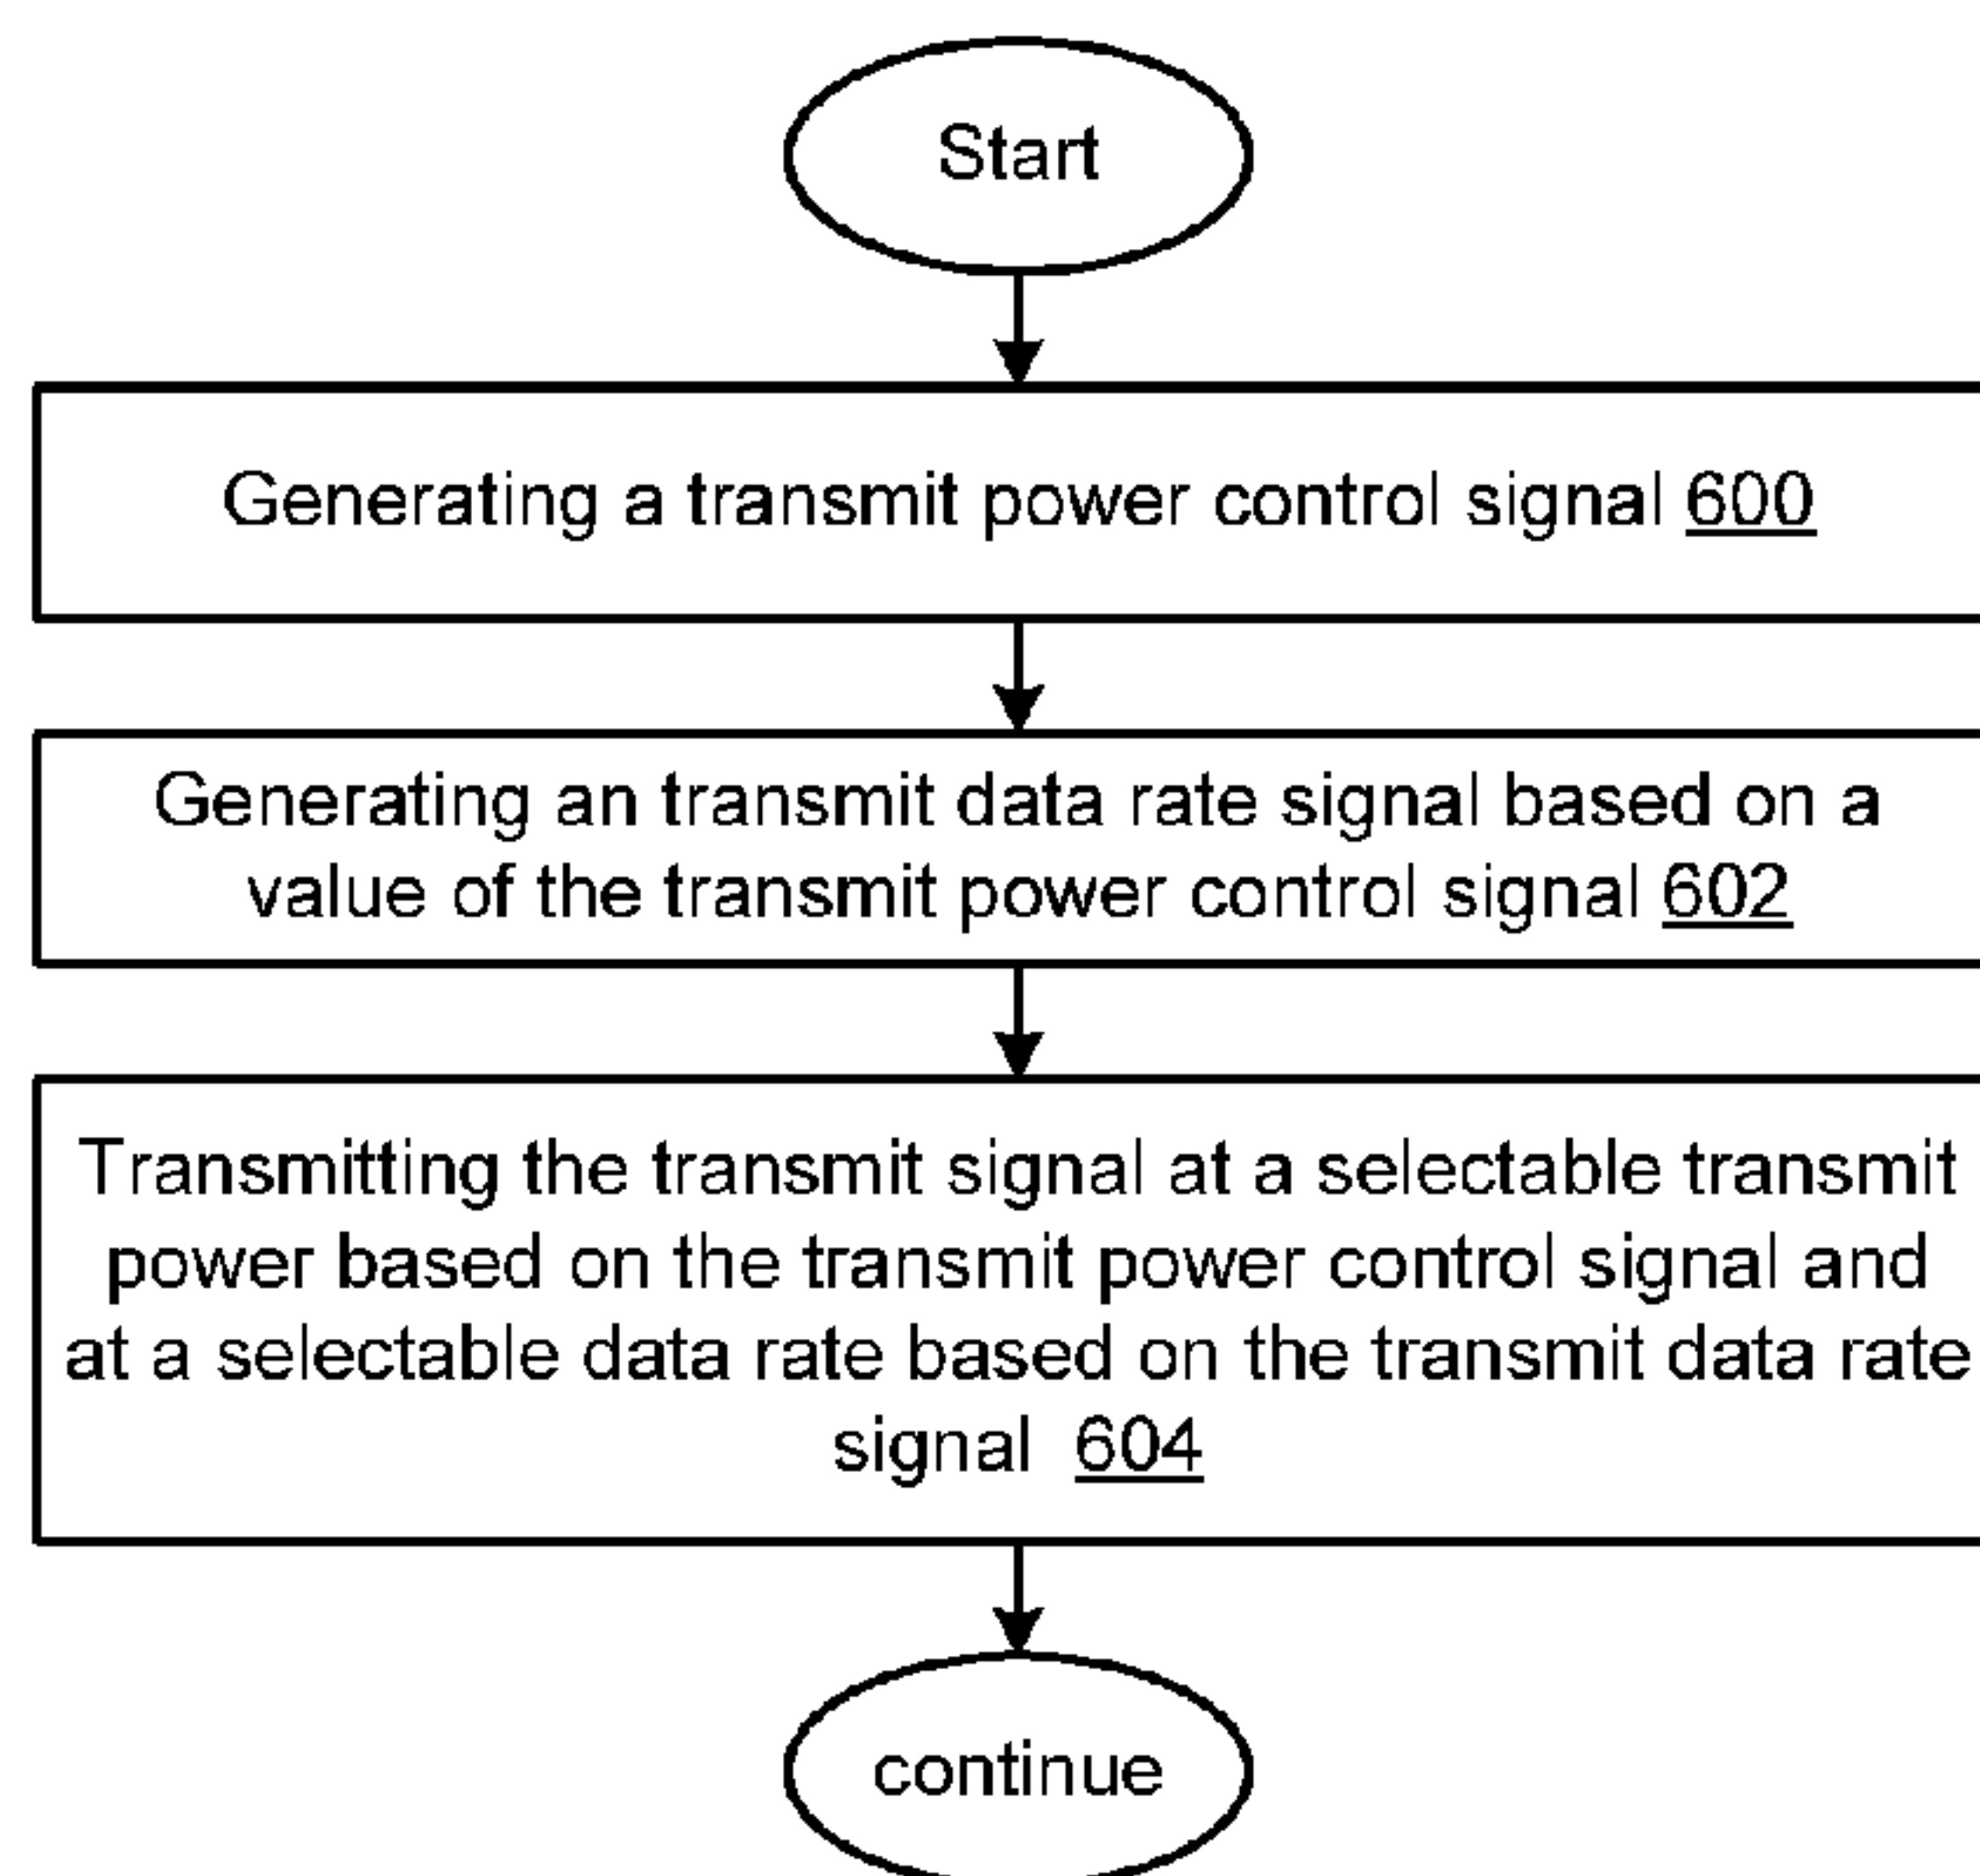 Start
Generating a transmit power control signal 600
Generating an transmit data rate signal based on a
value of the transmit power control signal 602
Transmitting the transmit signal at a selectable transmit
power based on the transmit power control signal and
at a selectable data rate based on the transmit data rate
signal 604
continue